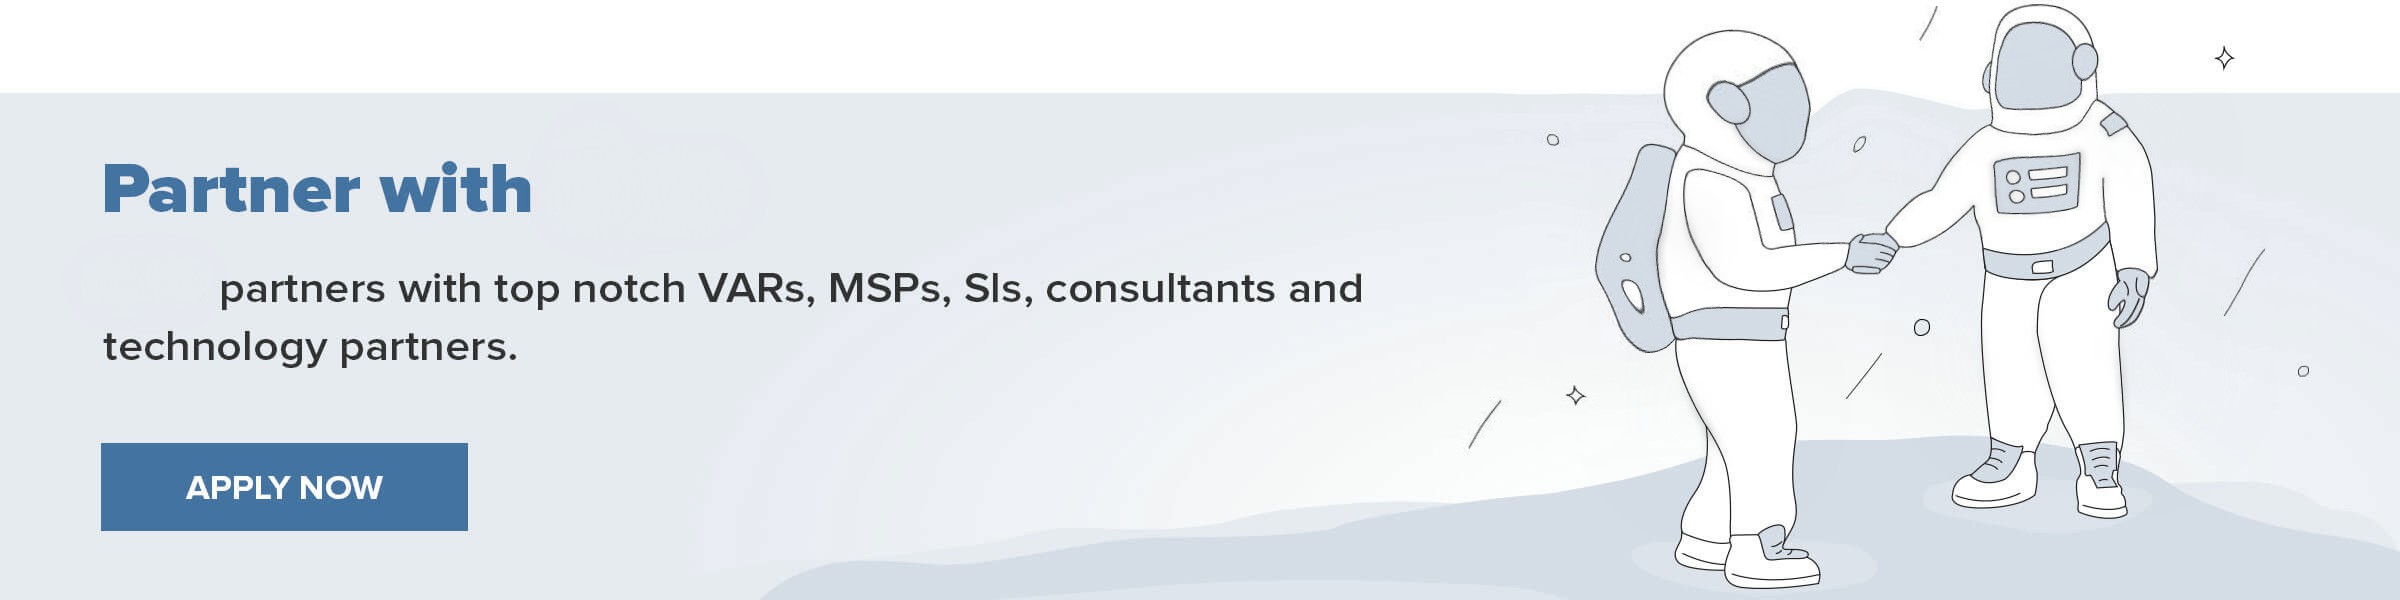 Partner with
partners with top notch VARs, MSPs, SIs, consultants and
technology partners.
APPLY NOW